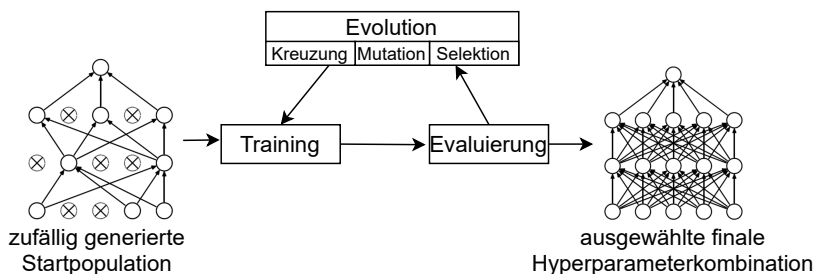 Evolution
Kreuzung Mutation Selektion
Training
Evaluierung
zufällig generierte
Startpopulation
ausgewählte finale
Hyperparameterkombination